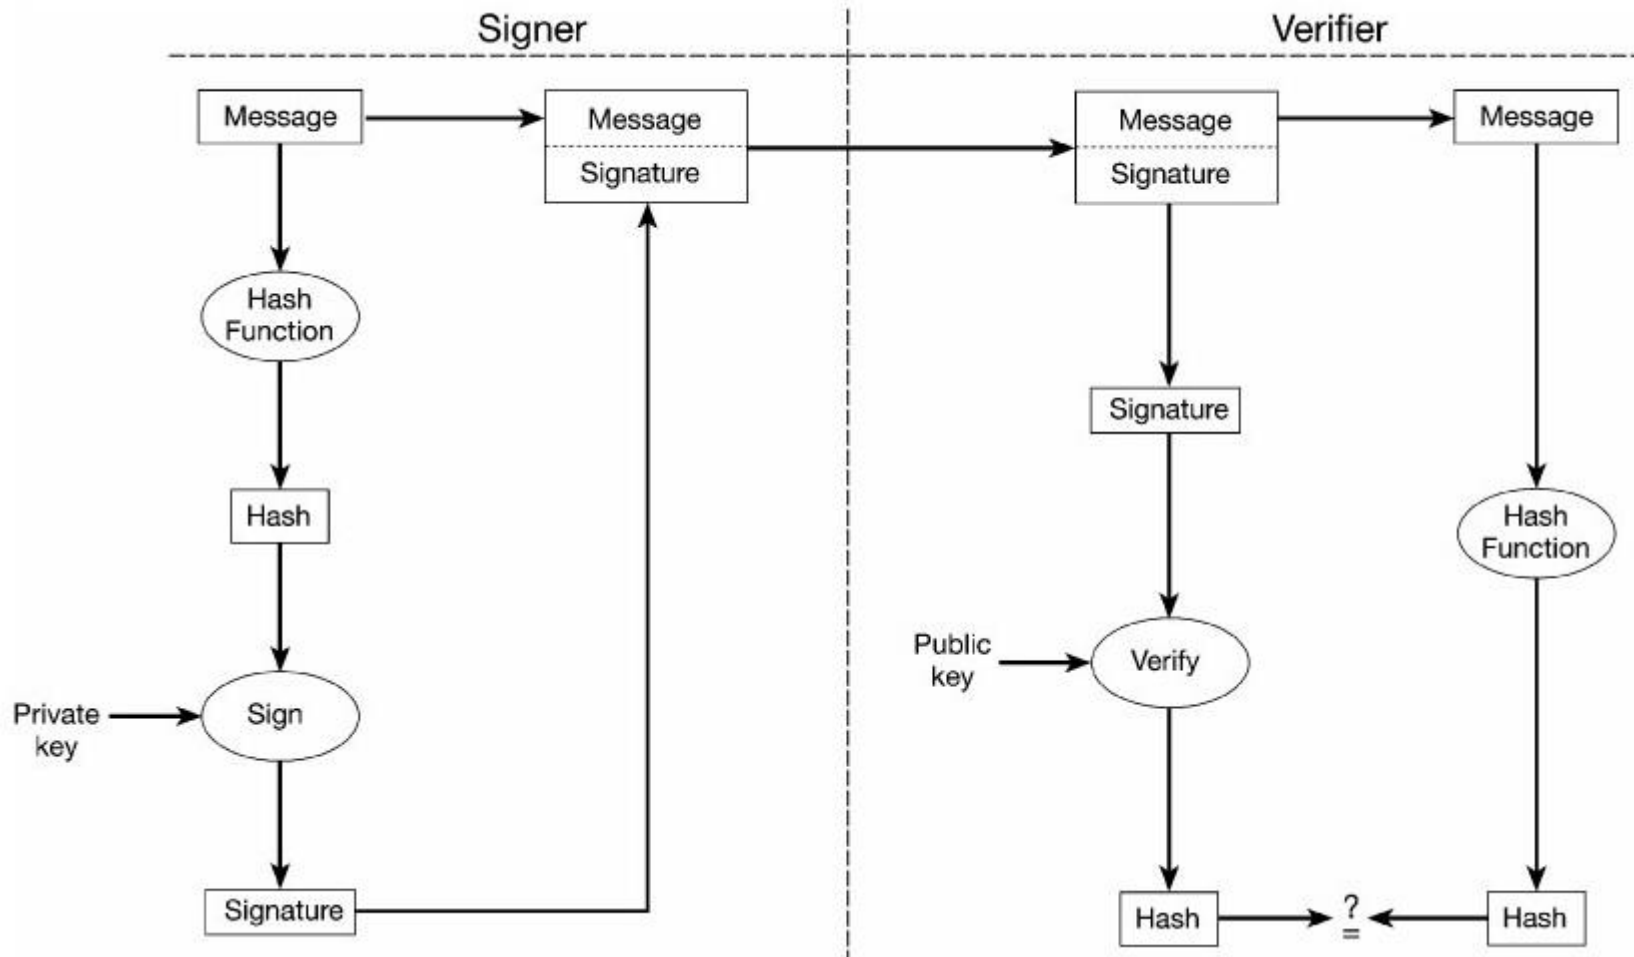 Signer
Verifier
Message
Message
Signature
Message
Signature
Message
Hash
Function
Signature
Hash
Hash
Function
Public
key
Verify
Private
key
Sign
Signature
Hash
?
=
Hash